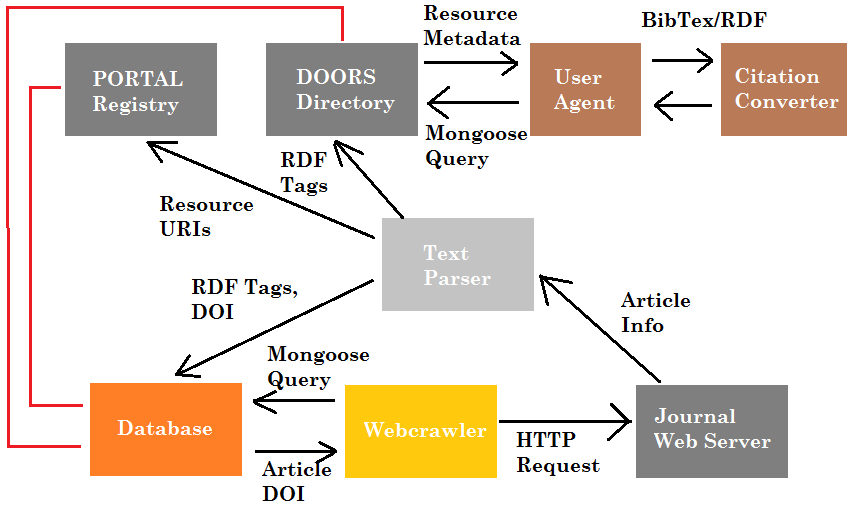 Resource
Metadata
BibTex/RDF
PORTAL
Registry
DOORS
Directory
User
Agent
Citation
Converter
Mongoose
Query
RDF
Tags
Resource
URIs
Text
Parser
RDF Tags,
DOI
Article
Info
Mongoose
Query
Database
Webcrawler
Journal
Web Server
HTTP
Request
Article
DOI